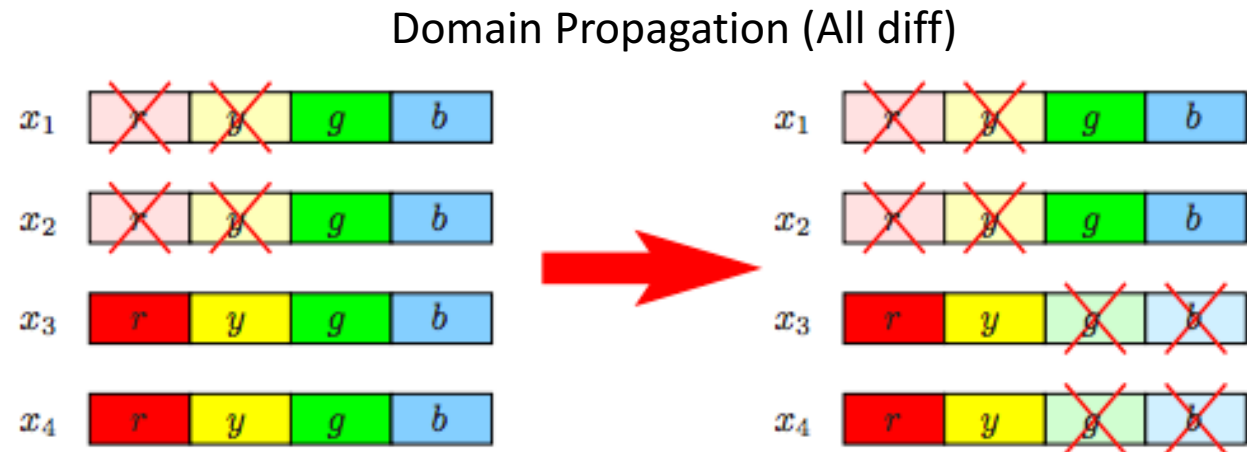 Domain Propagation (All diff)
x₁ r y g b x₁ r y g b
x₂ r y g b x₂ r y g b
x₃ r y g b x₃ r y g b
x₄ r y g b x₄ r y g b